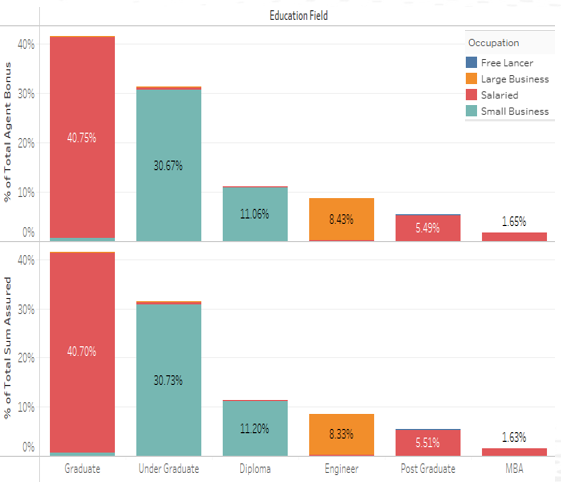 Education Field
Occupation
Free Lancer
Large Business
Salaried
Small Business
% of Total Agent Bonus
40%
30%
20%
10%
0%
40.75%
30.67%
11.06%
8.43%
5.49%
1.65%
% of Total Sum Assured
40%
30%
20%
10%
0%
40.70%
30.73%
11.20%
8.33%
5.51%
1.63%
Graduate
Under Graduate
Diploma
Engineer
Post Graduate
MBA